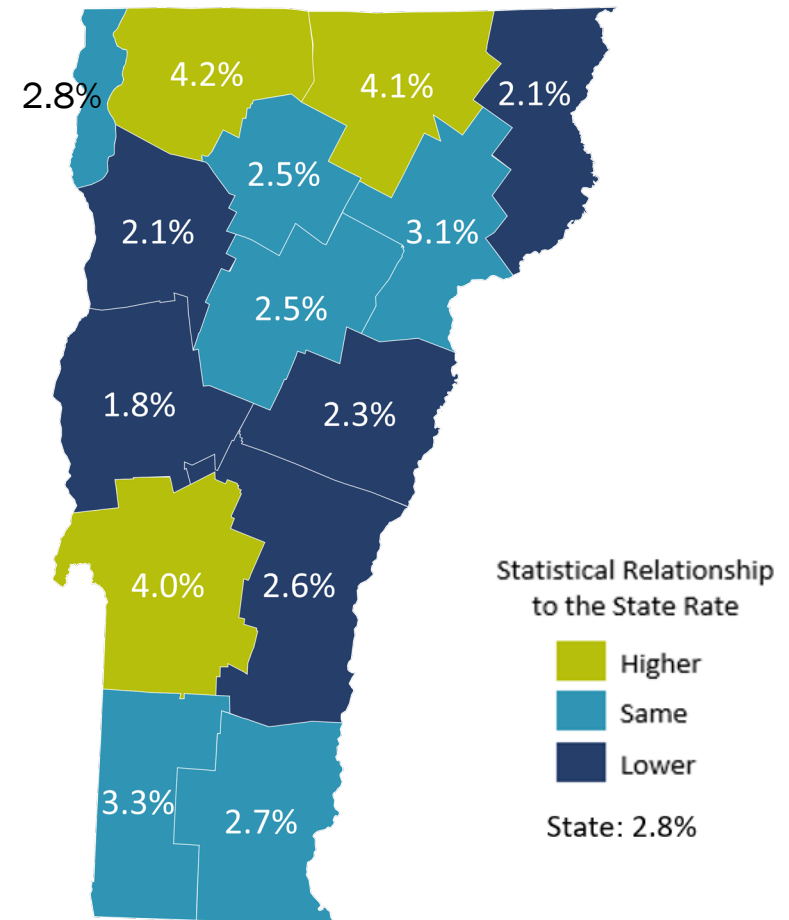 4.2%
4.1%
2.8%
2.1%
2.5%
2.1%
3.1%
2.5%
1.8%
2.3%
4.0%
2.6%
3.3%
2.7%
Statistical Relationship
to the State Rate
Higher
Same
Lower
State: 2.8%